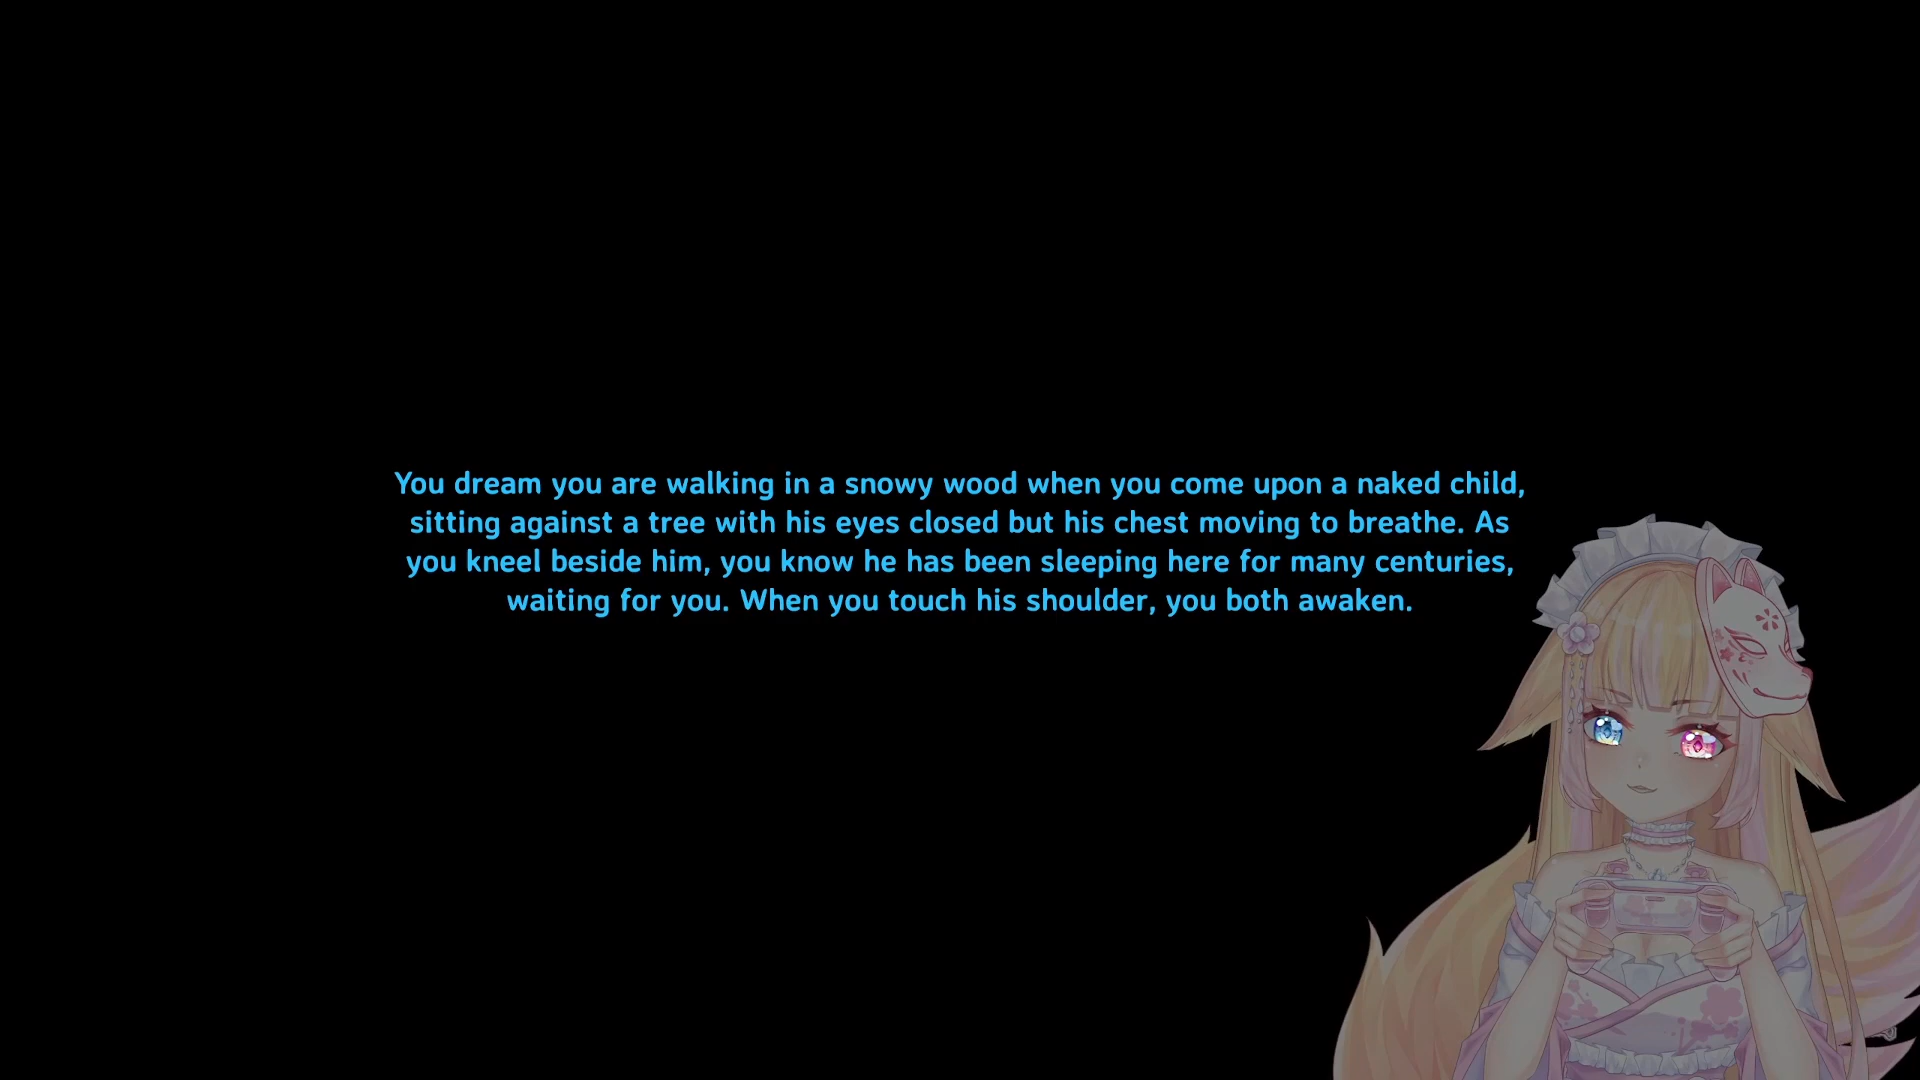 You dream you are walking in a snowy wood when you come upon a naked child,
sitting against a tree with his eyes closed but his chest moving to breathe. As
you kneel beside him, you know he has been sleeping here for many centuries,
waiting for you. When you touch his shoulder, you both awaken.